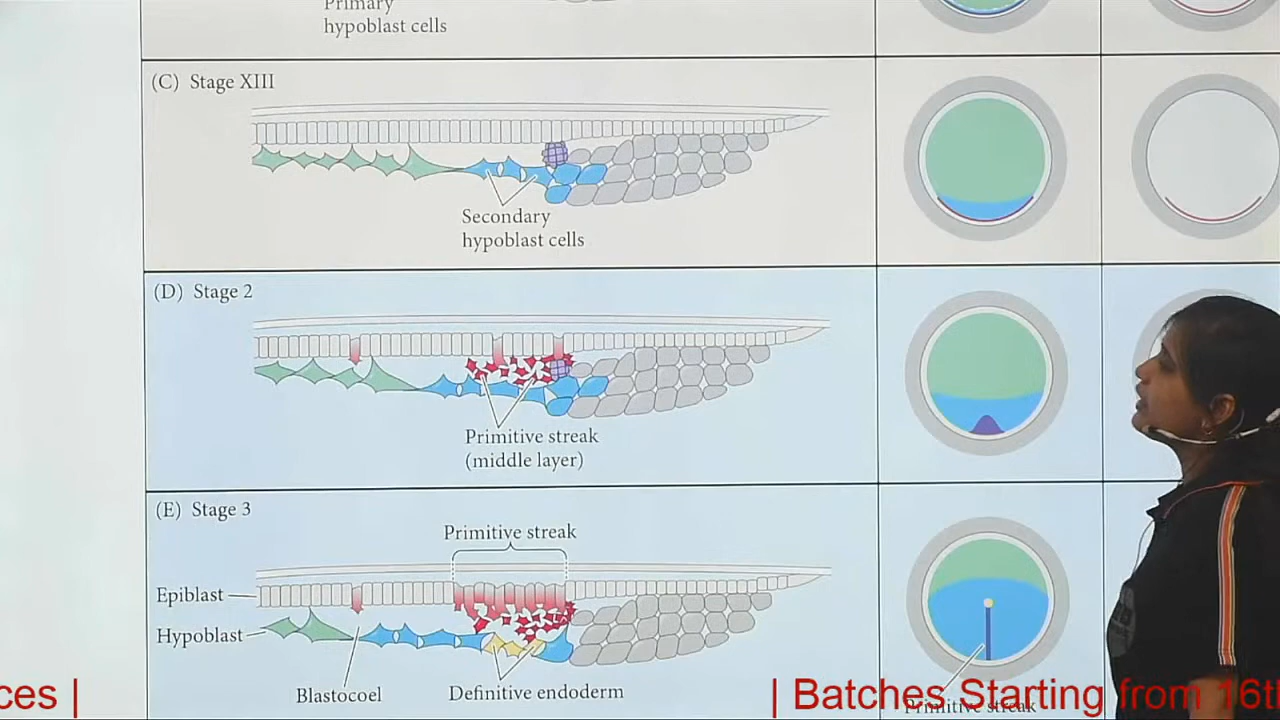 Primary
hypoblast cells
(C) Stage XIII
Secondary
hypoblast cells
(D) Stage 2
Primitive streak
(middle layer)
(E) Stage 3
Primitive streak
Epiblast
Hypoblast
Blastocoel
Definitive endoderm
Primitive streak
ces | | Batches Starting from 16t